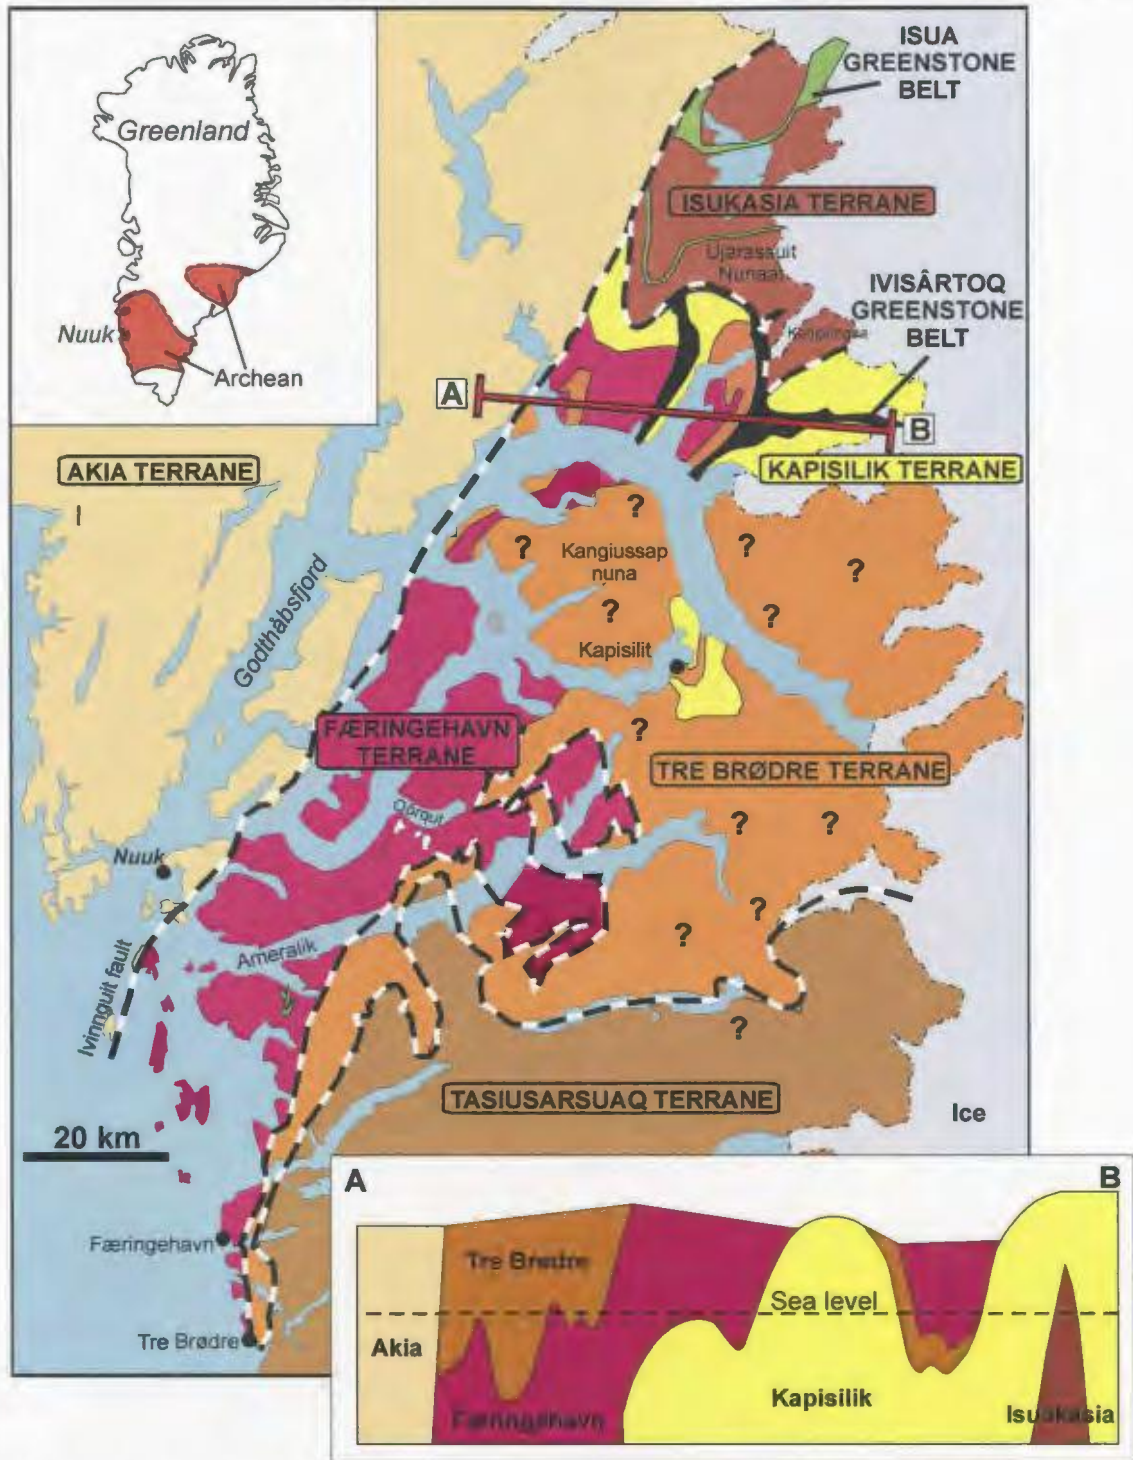 Greenland
Nuuk
Archean
ISUA
GREENSTONE
BELT
ISUKASIA TERRANE
Ujarassuit
Nunaat
IVISÂRTOQ
GREENSTONE
BELT
A
B
AKIA TERRANE
KAPISILIK TERRANE
?
?
?
?
Kangiussap
nuna
?
?
Godthåbsfjord
Kapisilit
FÆRINGEHAVN
TERRANE
?
TRE BRØDRE TERRANE
Qôrqut
?
?
Nuuk
?
?
Ameralik
Ivinnguit fault
?
TASIUSARSUAQ TERRANE
Ice
20 km
Færingehavn
Tre Brødre
A
B
Tre Brødre
Sea level
Akia
Kapisilik
Færingehavn
Isuukasia